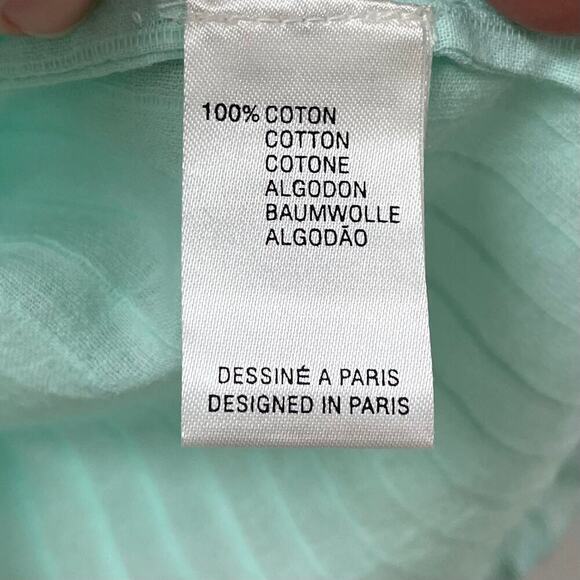 100% COTON
COTTON
COTONE
ALGODON
BAUMWOLLE
ALGODÃO
DESSINÉ A PARIS
DESIGNED IN PARIS